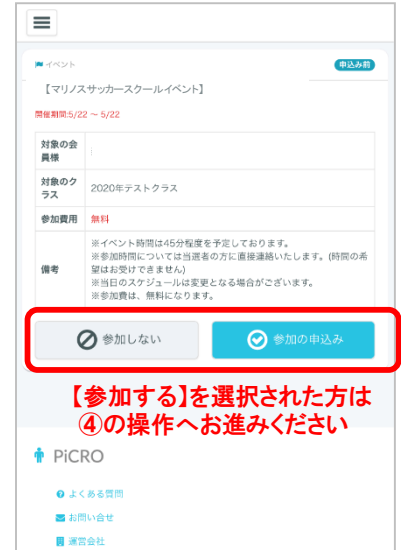 イベント
申込み前
【マリノスサッカースクールイベント】
開催期間:5/22 ～ 5/22
対象の会
員様
対象のク
ラス
2020年テストクラス
参加費用
無料
備考
※イベント時間は45分程度を予定しております。
※参加時間については当選者の方に直接連絡いたします。(時間の希
望はお受けできません)
※当日のスケジュールは変更となる場合がございます。
※参加費は、無料になります。
参加しない
参加の申込み
【参加する】を選択された方は
④の操作へお進みください
PiCRO
よくある質問
お問い合せ
運営会社